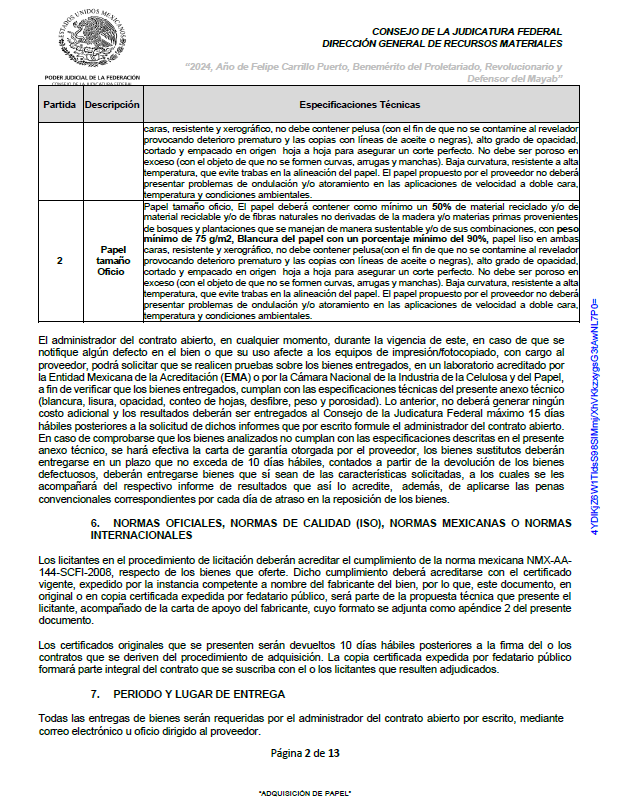 ESTADOS UNIDOS MEXICANOS
CONSEJO DE LA JUDICATURA FEDERAL
DIRECCIÓN GENERAL DE RECURSOS MATERIALES
PODER JUDICIAL DE LA FEDERACIÓN
CONSEJO DE LA JUDICATURA FEDERAL
“2024, Año de Felipe Carrillo Puerto, Benemérito del Proletariado, Revolucionario y
Defensor del Mayab”
Partida Descripción Especificaciones Técnicas
caras, resistente y xerográfico, no debe contener pelusa (con el fin de que no se contamine al revelador
provocando deterioro prematuro y las copias con líneas de aceite o negras), alto grado de opacidad,
cortado y empacado en origen hoja a hoja para asegurar un corte perfecto. No debe ser poroso en
exceso (con el objeto de que no se formen curvas, arrugas y manchas). Baja curvatura, resistente a alta
temperatura, que evite trabas en la alineación del papel. El papel propuesto por el proveedor no deberá
presentar problemas de ondulación y/o atoramiento en las aplicaciones de velocidad a doble cara,
temperatura y condiciones ambientales.
2
Papel
tamaño
Oficio
Papel tamaño oficio, El papel deberá contener como mínimo un 50% de material reciclado y/o de
material reciclable y/o de fibras naturales no derivadas de la madera y/o materias primas provenientes
de bosques y plantaciones que se manejan de manera sustentable y/o de sus combinaciones, con peso
mínimo de 75 g/m2, Blancura del papel con un porcentaje mínimo del 90%, papel liso en ambas
caras, resistente y xerográfico, no debe contener pelusa(con el fin de que no se contamine al revelador
provocando deterioro prematuro y las copias con líneas de aceite o negras), alto grado de opacidad,
cortado y empacado en origen hoja a hoja para asegurar un corte perfecto. No debe ser poroso en
exceso (con el objeto de que no se formen curvas, arrugas y manchas). Baja curvatura, resistente a alta
temperatura, que evite trabas en la alineación del papel. El papel propuesto por el proveedor no deberá
presentar problemas de ondulación y/o atoramiento en las aplicaciones de velocidad a doble cara,
temperatura y condiciones ambientales.
El administrador del contrato abierto, en cualquier momento, durante la vigencia de este, en caso de que se
notifique algún defecto en el bien o que su uso afecte a los equipos de impresión/fotocopiado, con cargo al
proveedor, podrá solicitar que se realicen pruebas sobre los bienes entregados, en un laboratorio acreditado por
la Entidad Mexicana de la Acreditación (EMA) o por la Cámara Nacional de la Industria de la Celulosa y del Papel,
a fin de verificar que los bienes entregados, cumplan con las especificaciones técnicas del presente anexo técnico
(blancura, lisura, opacidad, conteo de hojas, desfibre, peso y porosidad). Lo anterior, no deberá generar ningún
costo adicional y los resultados deberán ser entregados al Consejo de la Judicatura Federal máximo 15 días
hábiles posteriores a la solicitud de dichos informes que por escrito formule el administrador del contrato abierto.
En caso de comprobarse que los bienes analizados no cumplan con las especificaciones descritas en el presente
anexo técnico, se hará efectiva la carta de garantía otorgada por el proveedor, los bienes sustitutos deberán
entregarse en un plazo que no exceda de 10 días hábiles, contados a partir de la devolución de los bienes
defectuosos, deberán entregarse bienes que sí sean de las características solicitadas, a los cuales se les
acompañará del respectivo informe de resultados que así lo acredite, además, de aplicarse las penas
convencionales correspondientes por cada día de atraso en la reposición de los bienes.
6. NORMAS OFICIALES, NORMAS DE CALIDAD (ISO), NORMAS MEXICANAS O NORMAS
INTERNACIONALES
Los licitantes en el procedimiento de licitación deberán acreditar el cumplimiento de la norma mexicana NMX-AA-
144-SCFI-2008, respecto de los bienes que oferte. Dicho cumplimiento deberá acreditarse con el certificado
vigente, expedido por la instancia competente a nombre del fabricante del bien, por lo que, este documento, en
original o en copia certificada expedida por fedatario público, será parte de la propuesta técnica que presente el
licitante, acompañado de la carta de apoyo del fabricante, cuyo formato se adjunta como apéndice 2 del presente
documento.
Los certificados originales que se presenten serán devueltos 10 días hábiles posteriores a la firma del o los
contratos que se deriven del procedimiento de adquisición. La copia certificada expedida por fedatario público
formará parte integral del contrato que se suscriba con el o los licitantes que resulten adjudicados.
7. PERIODO Y LUGAR DE ENTREGA
Todas las entregas de bienes serán requeridas por el administrador del contrato abierto por escrito, mediante
correo electrónico u oficio dirigido al proveedor.
Página 2 de 13
"ADQUISICIÓN DE PAPEL"